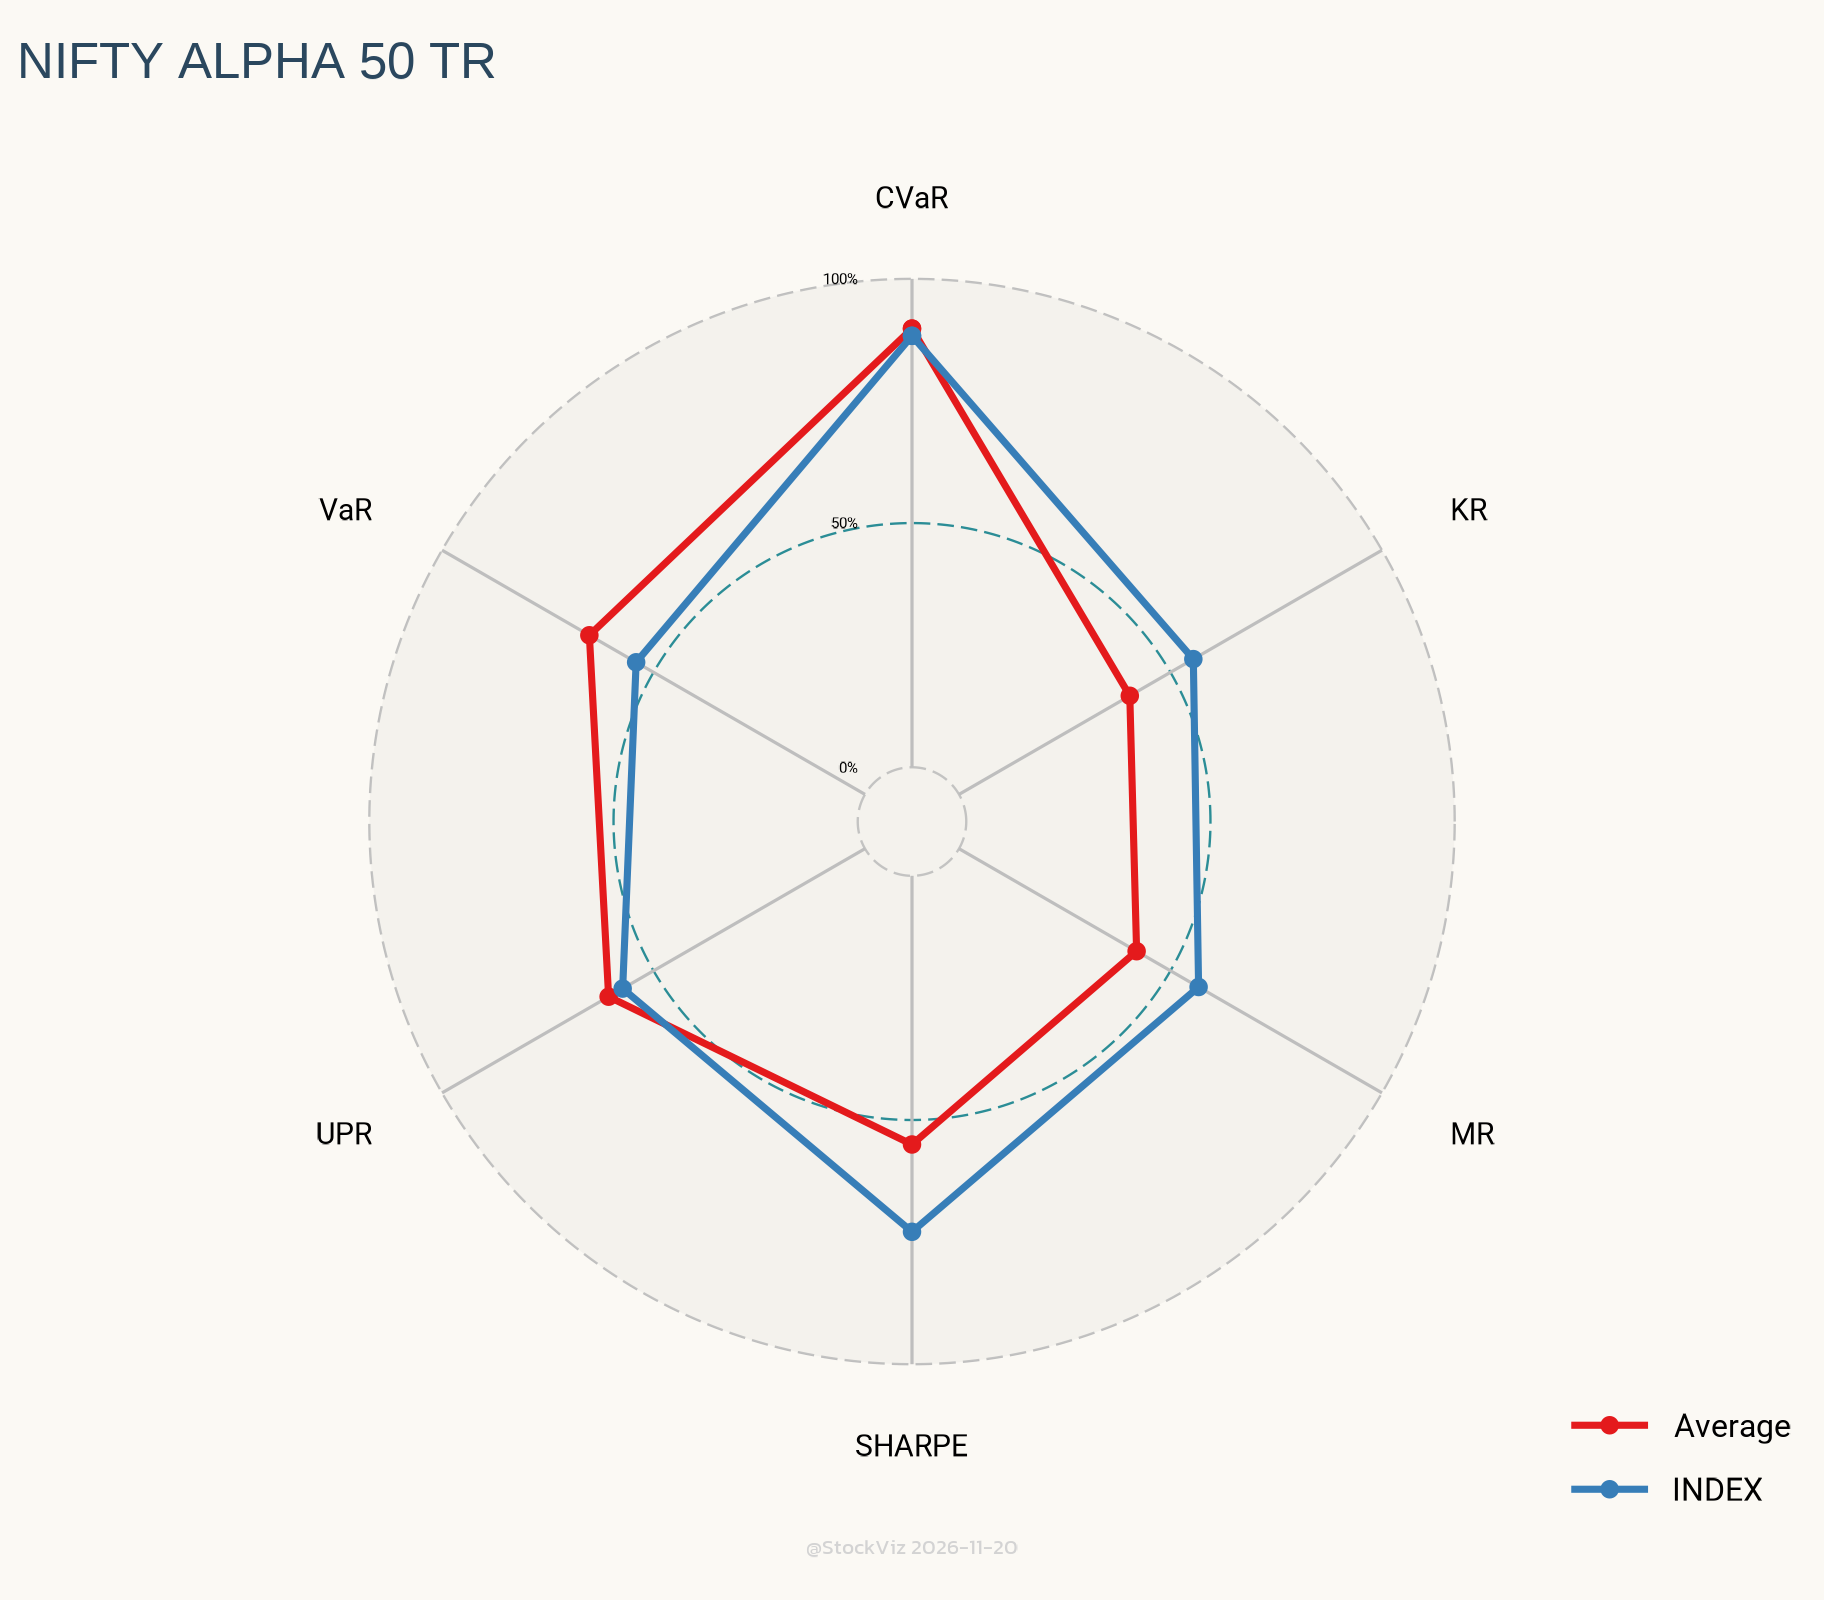 NIFTY ALPHA 50 TR
CVaR
100%
VaR
KR
50%
0%
UPR
MR
SHARPE
Average
INDEX
@StockViz 2026-11-20